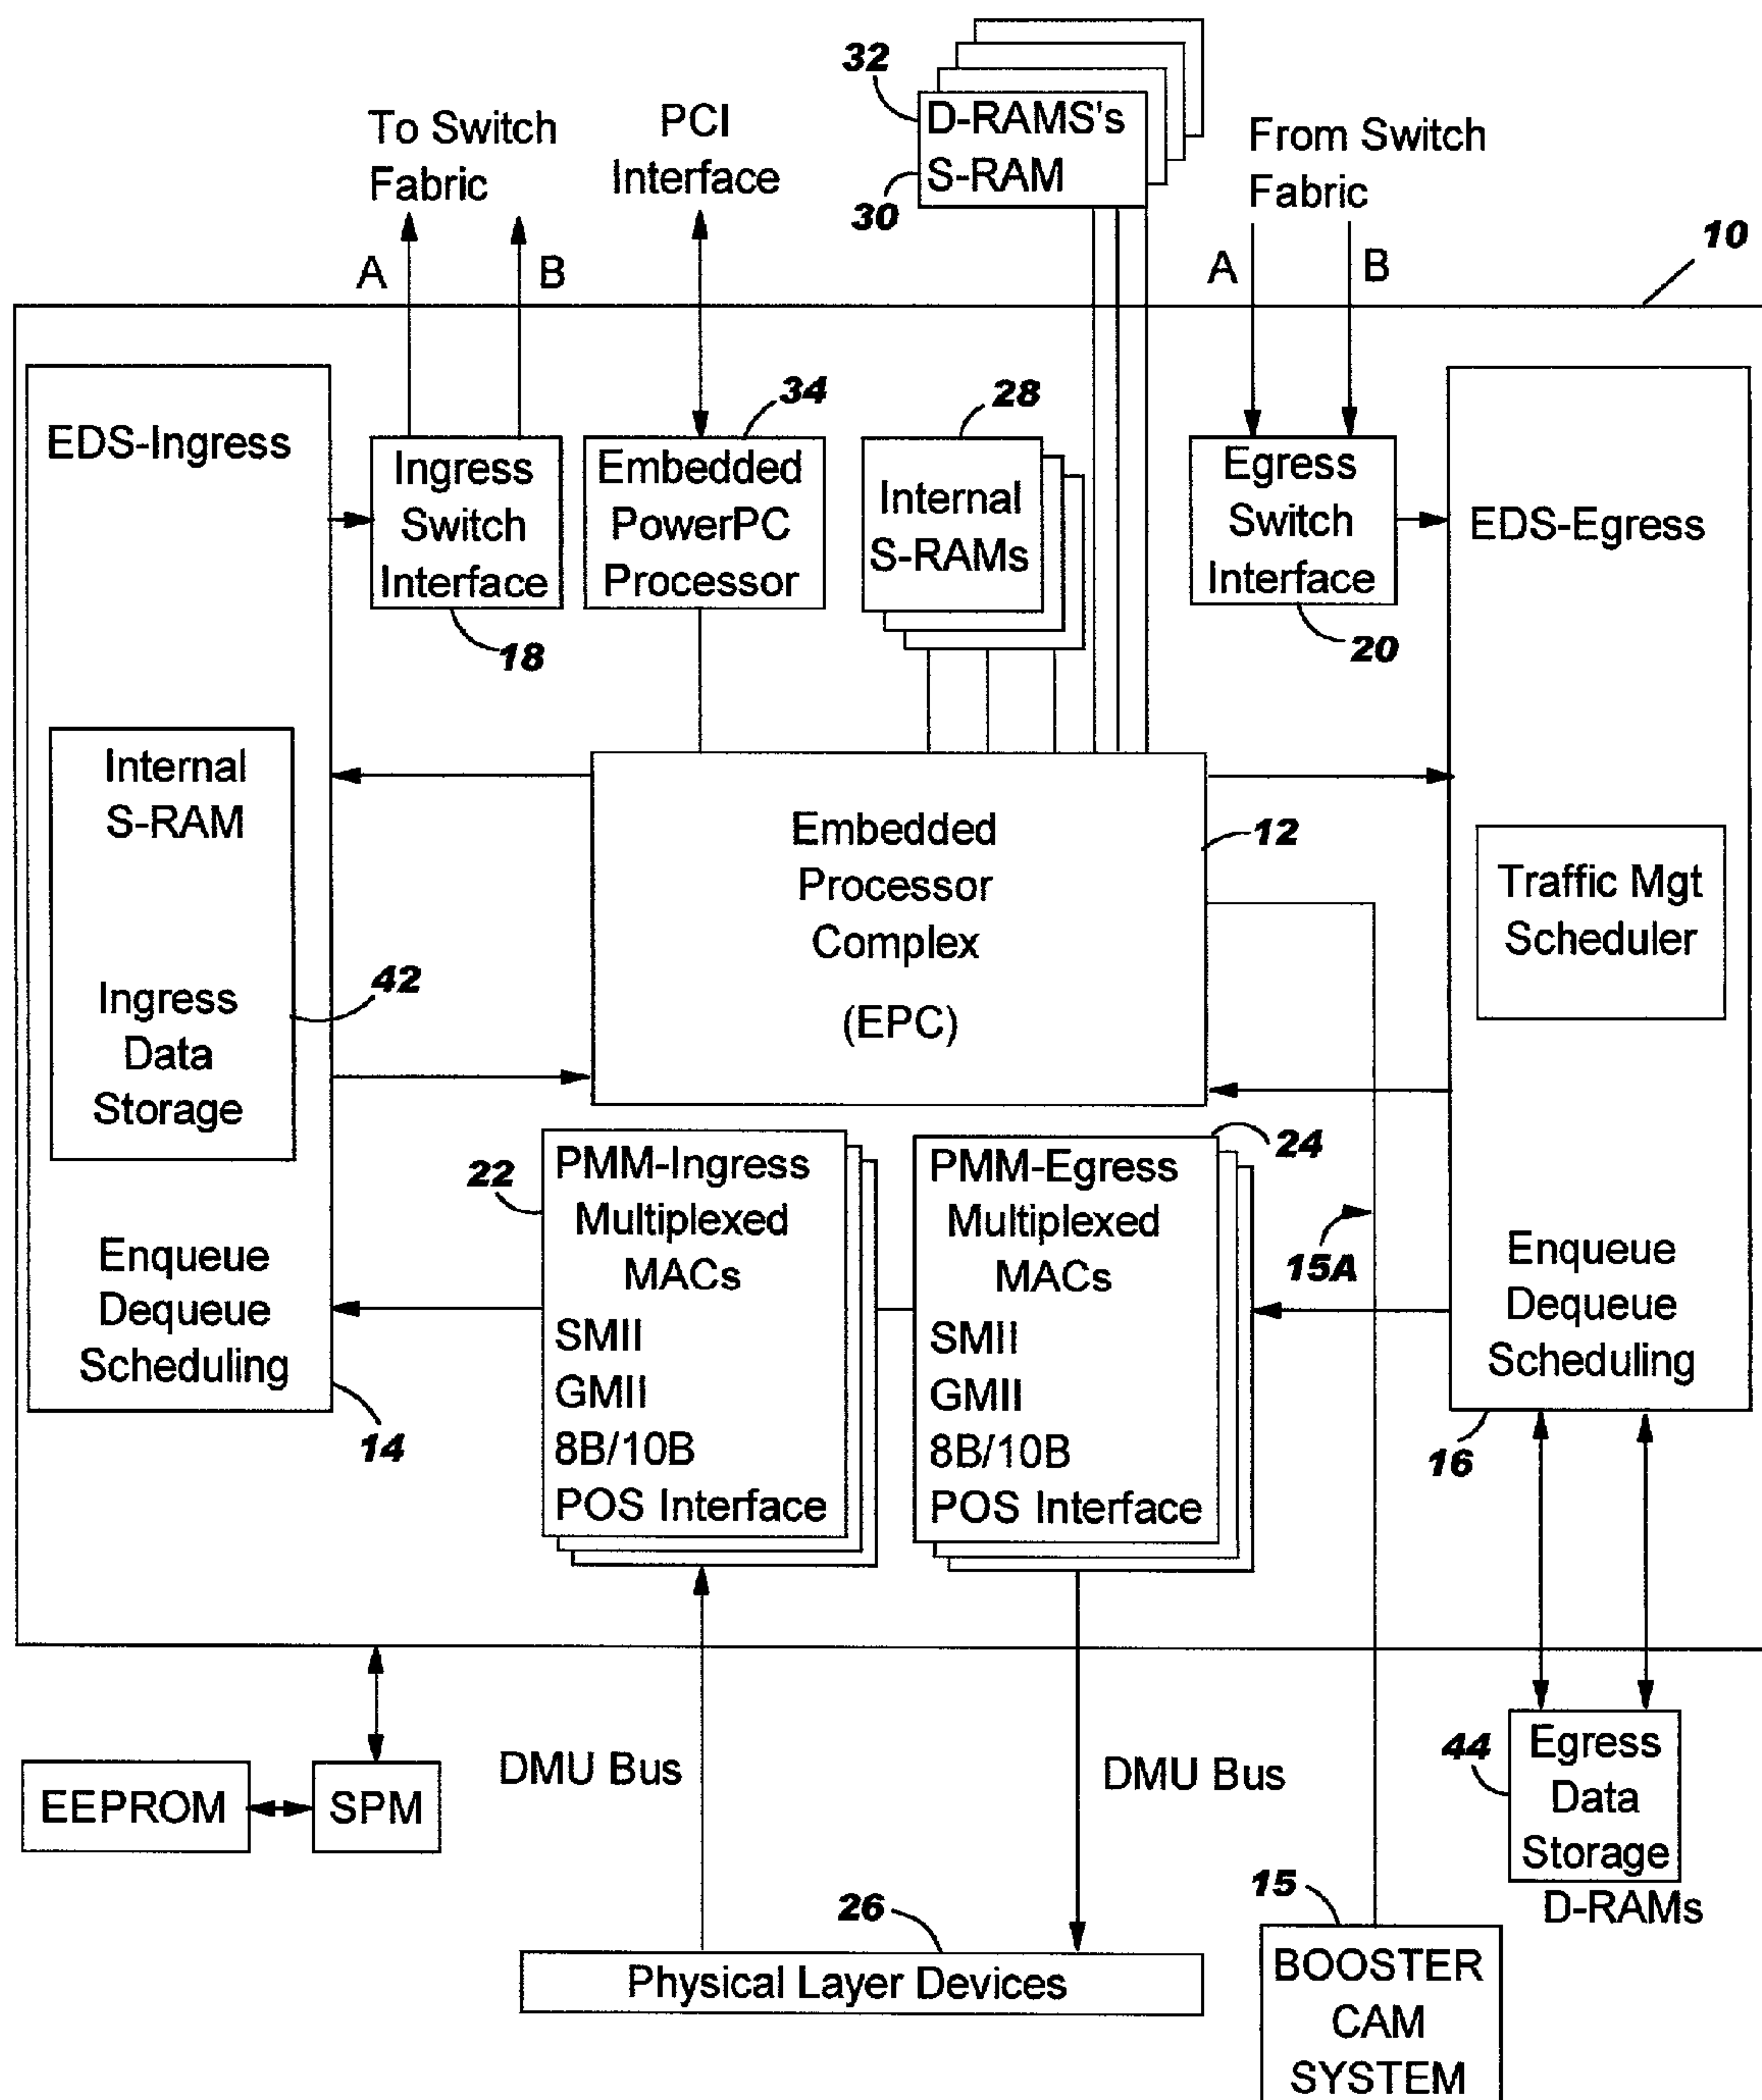 32
D-RAMS's
S-RAM
30
To Switch
Fabric
PCI
Interface
From Switch
Fabric
10
A
B
A
B
EDS-Ingress
Ingress
Switch
Interface
18
34
Embedded
PowerPC
Processor
28
Internal
S-RAMs
Egress
Switch
Interface
20
EDS-Egress
Internal
S-RAM
Ingress
Data
Storage
42
Embedded
Processor
Complex
(EPC)
12
Traffic Mgt
Scheduler
Enqueue
Dequeue
Scheduling
14
22
PMM-Ingress
Multiplexed
MACs
SMII
GMII
8B/10B
POS Interface
24
PMM-Egress
Multiplexed
MACs
SMII
GMII
8B/10B
POS Interface
15A
Enqueue
Dequeue
Scheduling
16
EEPROM
SPM
DMU Bus
DMU Bus
44
Egress
Data
Storage
D-RAMs
26
Physical Layer Devices
15
BOOSTER
CAM
SYSTEM